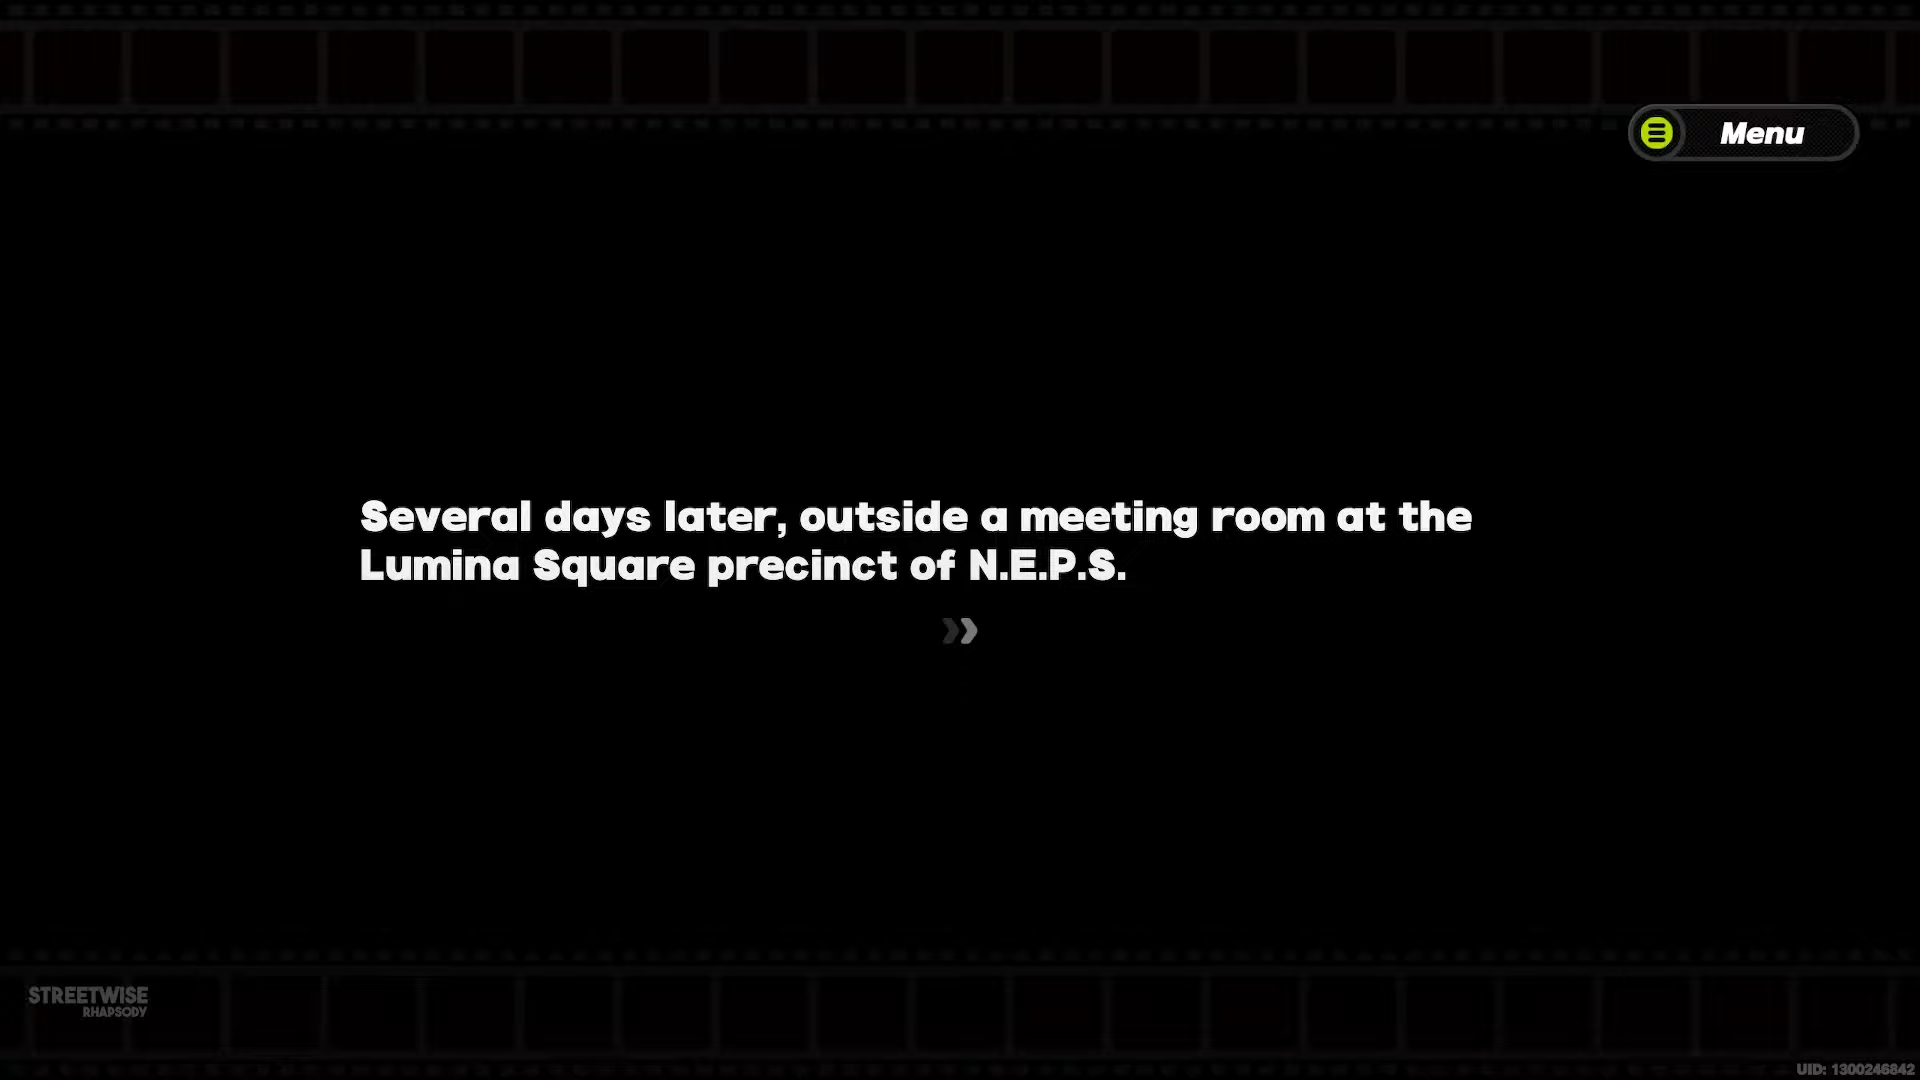 Menu
Several days later, outside a meeting room at the
Lumina Square precinct of N.E.P.S.
STREETWISE
RHAPSODY
UID: 1300246842